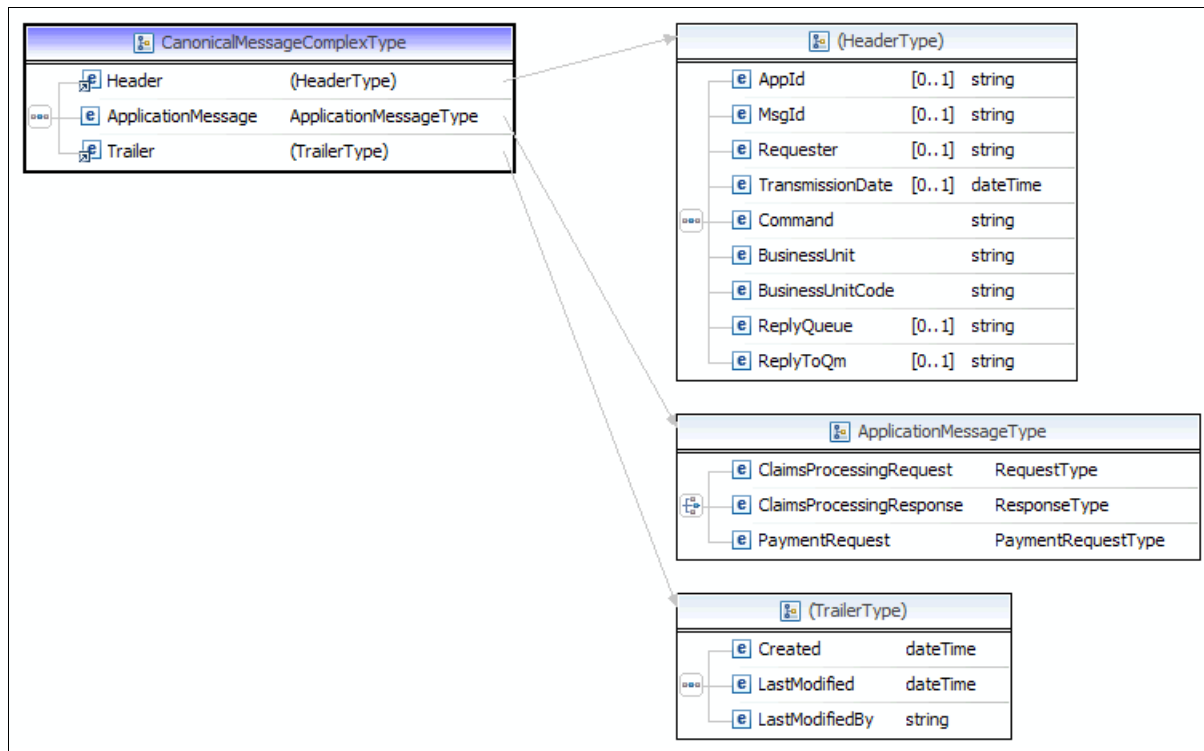 CanonicalMessageComplexType
Header (HeaderType)
ApplicationMessage ApplicationMessageType
Trailer (TrailerType)
(HeaderType)
AppId [0..1] string
MsgId [0..1] string
Requester [0..1] string
TransmissionDate [0..1] dateTime
Command string
BusinessUnit string
BusinessUnitCode string
ReplyQueue [0..1] string
ReplyToQm [0..1] string
ApplicationMessageType
ClaimsProcessingRequest RequestType
ClaimsProcessingResponse ResponseType
PaymentRequest PaymentRequestType
(TrailerType)
Created dateTime
LastModified dateTime
LastModifiedBy string